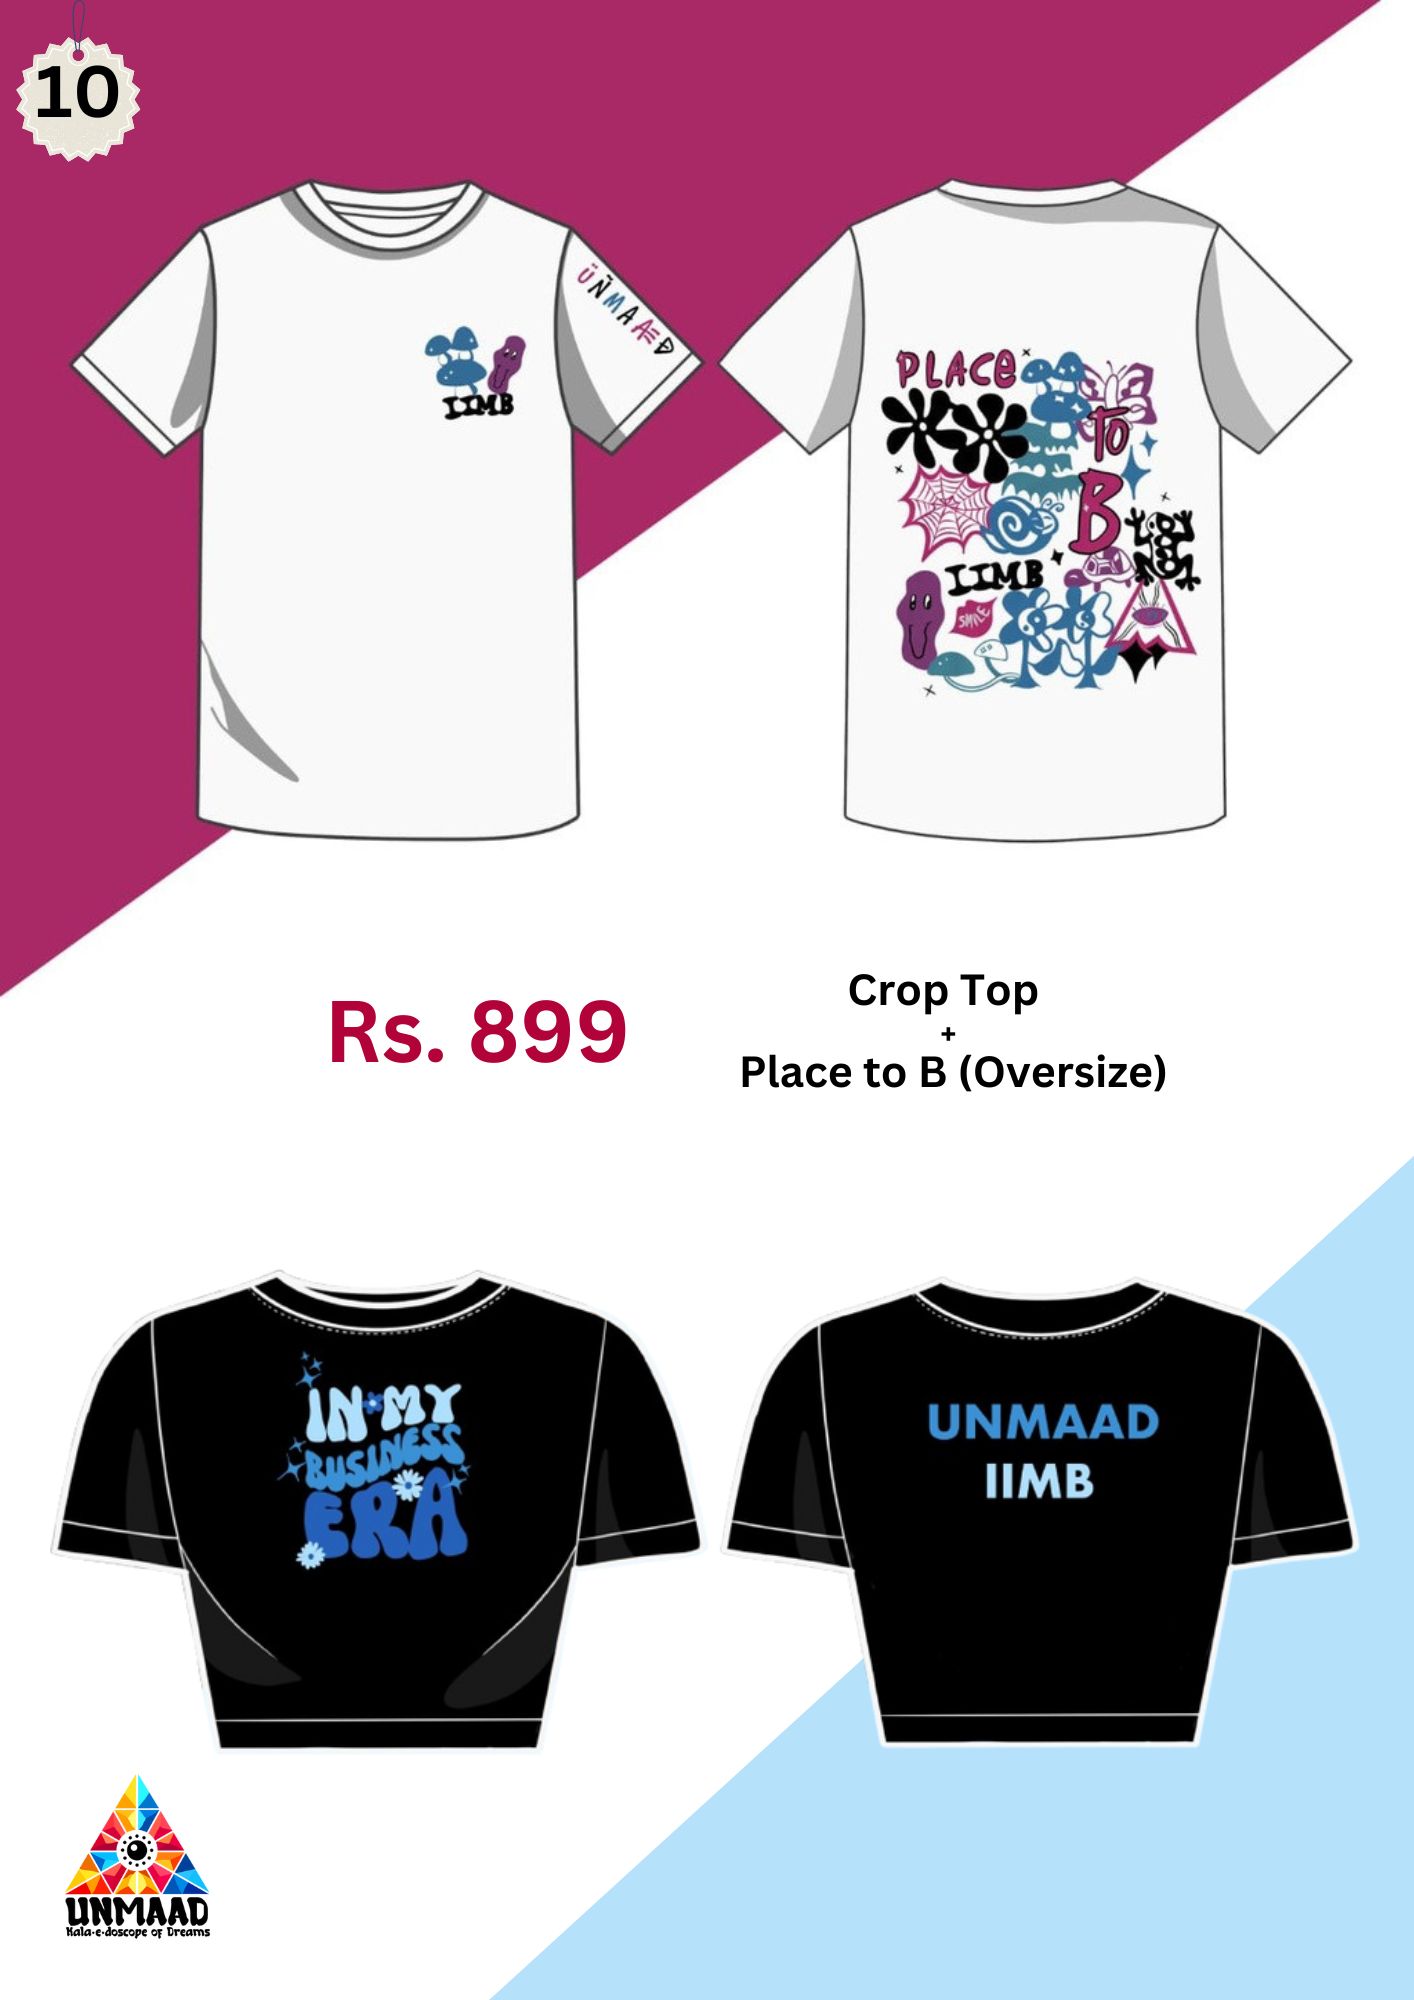 10
ÜÑMAAED
IIMB
PLACe
TO
B
IIMB
SMILE
Rs. 899
Crop Top
+
Place to B (Oversize)
IN MY
BUSINESS
ERA
UNMAAD
IIMB
UNMAAD
Kala-e-doscope of Dreams